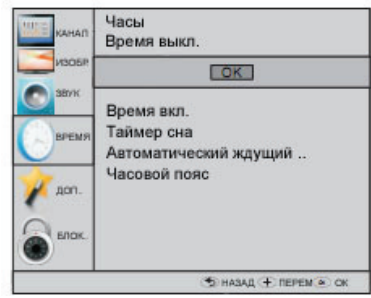 КАНАЛ
ИЗОБР.
ЗВУК
ВРЕМЯ
ДОП..
БЛОК.
Часы
Время выкл.
OK
Время вкл.
Таймер сна
Автоматический ждущий ..
Часовой пояс
НАЗАД ПЕРЕМ ОК